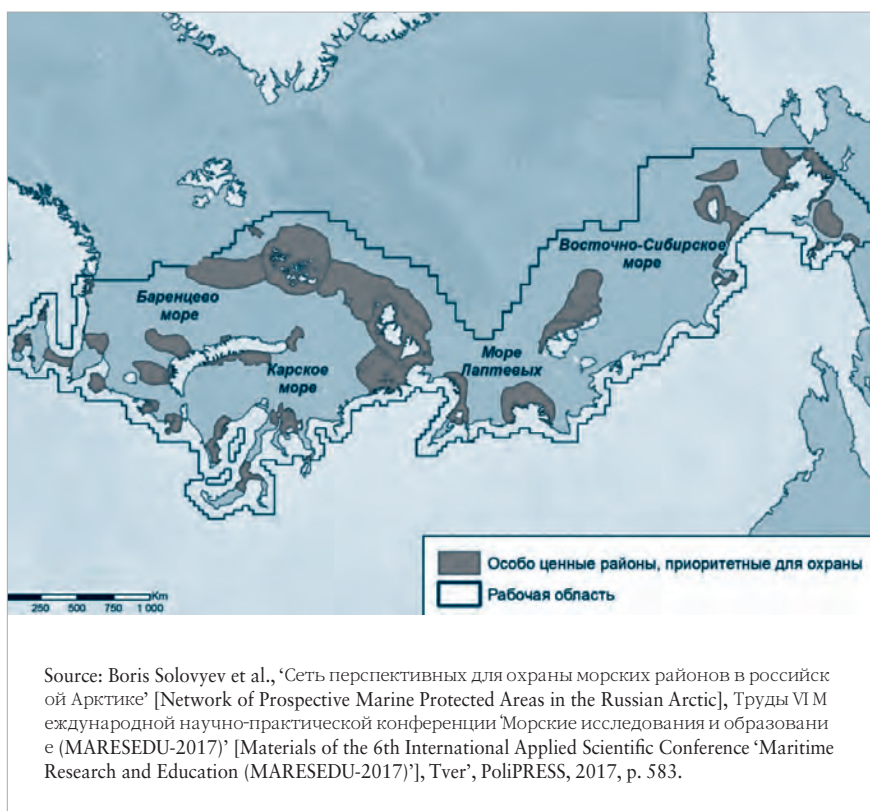 Восточно-Сибирское
море
Баренцево
море
Море
Лаптевых
Карское
море
Особо ценные районы, приоритетные для охраны
Рабочая область
Km
250 500 750 1 000
Source: Boris Solovyev et al., ‘Сеть перспективных для охраны морских районов в российск
ой Арктике’ [Network of Prospective Marine Protected Areas in the Russian Arctic], Труды VI М
еждународной научно-практической конференции ‘Морские исследования и образовани
е (MARESEDU-2017)’ [Materials of the 6th International Applied Scientific Conference ‘Maritime
Research and Education (MARESEDU-2017)’], Tver’, PoliPRESS, 2017, p. 583.